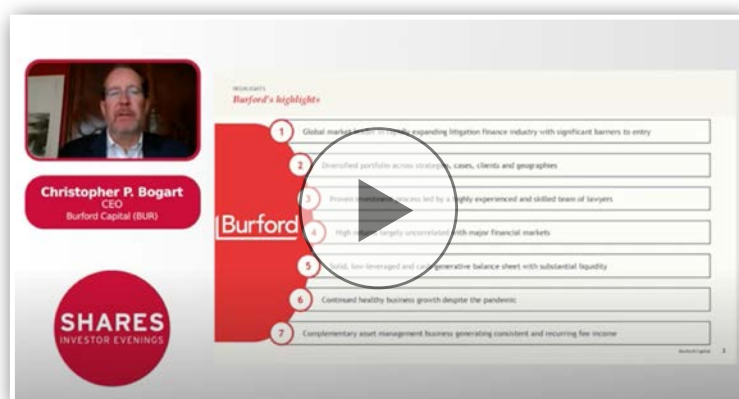 HIGHLIGHTS
Burford's highlights
1 Global market leader in rapidly expanding litigation finance industry with significant barriers to entry
2 Diversified portfolio across strategies, cases, clients and geographies
3 Proven investment process led by a highly experienced and skilled team of lawyers
4 High returns largely uncorrelated with major financial markets
5 Solid, low-leveraged and cash generative balance sheet with substantial liquidity
6 Continued healthy business growth despite the pandemic
7 Complementary asset management business generating consistent and recurring fee income
Burford
Burford Capital 3
Christopher P. Bogart
CEO
Burford Capital (BUR)
SHARES
INVESTOR EVENINGS